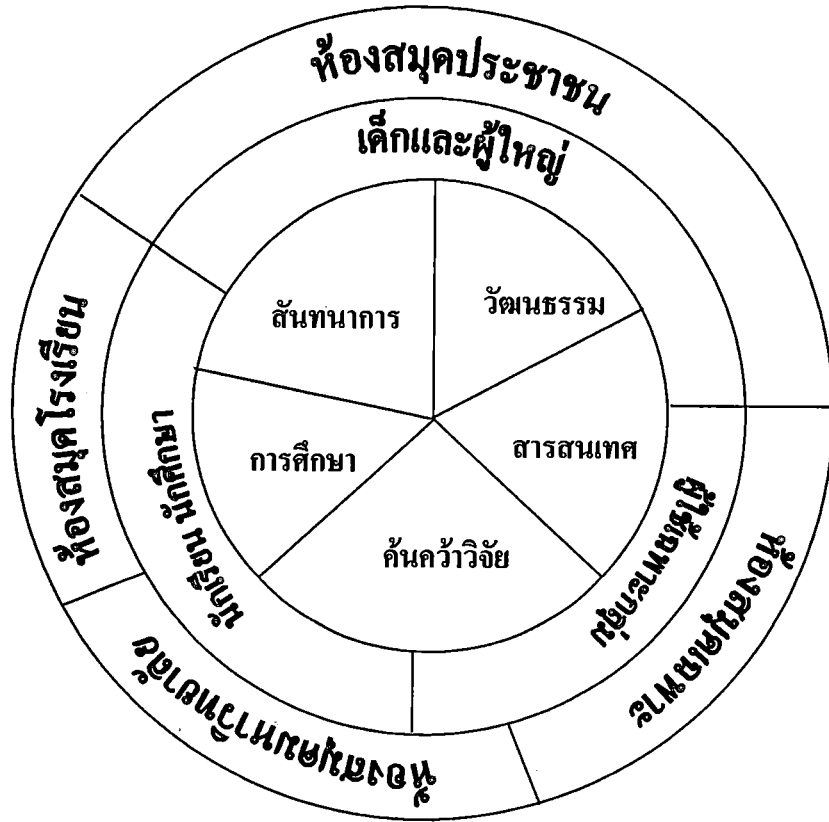 ห้องสมุดประชาชน
เด็กและผู้ใหญ่
สันทนาการ
วัฒนธรรม
ห้องสมุดโรงเรียน
นักเรียน นักศึกษา
การศึกษา
สารสนเทศ
ค้นคว้าวิจัย
ผู้ใช้เฉพาะกลุ่ม
ห้องสมุดเฉพาะ
ห้องสมุดมหาวิทยาลัย